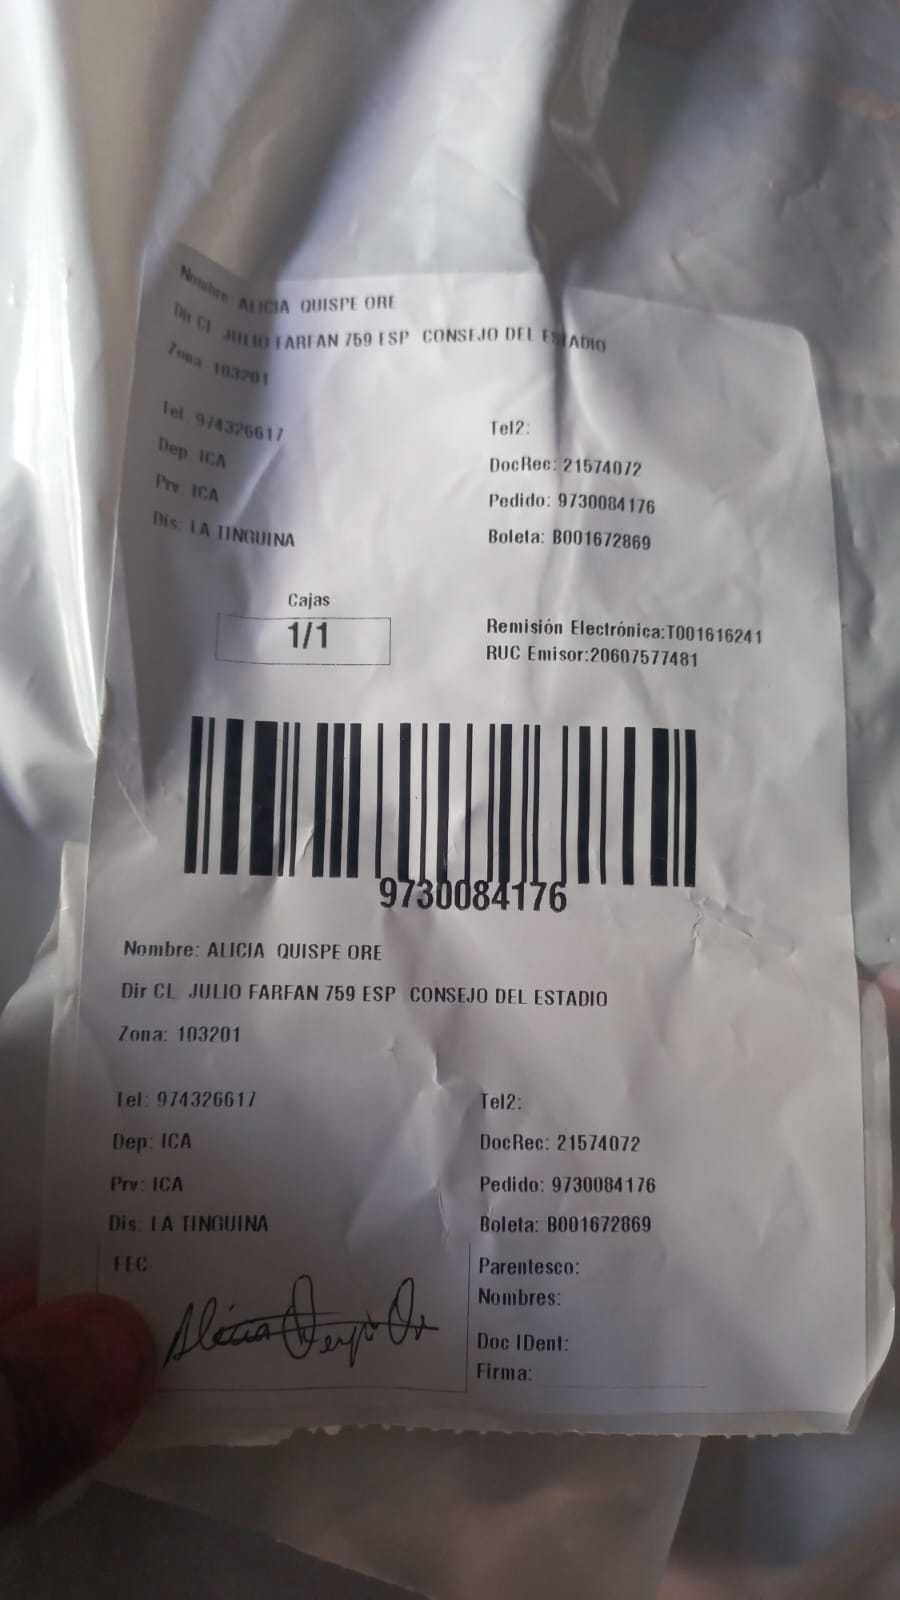 Nombre: ALICIA QUISPE ORE
Dir CL JULIO FARFAN 759 ESP CONSEJO DEL ESTADIO
Zona: 103201
Tel: 974326617 Tel2:
Dep: ICA DocRec: 21574072
Prv: ICA Pedido: 9730084176
Dis: LA TINGUINA Boleta: B001672869
Cajas
1/1
Remisión Electrónica:T001616241
RUC Emisor:20607577481
9730084176
Nombre: ALICIA QUISPE ORE
Dir CL JULIO FARFAN 759 ESP CONSEJO DEL ESTADIO
Zona: 103201
Tel: 974326617 Tel2:
Dep: ICA DocRec: 21574072
Prv: ICA Pedido: 9730084176
Dis: LA TINGUINA Boleta: B001672869
FEC Parentesco:
Nombres:
Alicia Quispe Ore
Doc IDent:
Firma: